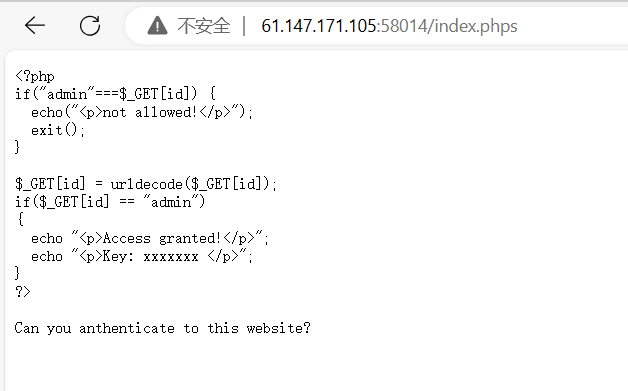 不安全 | 61.147.171.105:58014/index.phps
<?php
if("admin"===$_GET[id]) {
  echo("<p>not allowed!</p>");
  exit();
}
$_GET[id] = urldecode($_GET[id]);
if($_GET[id] == "admin")
{
  echo "<p>Access granted!</p>";
  echo "<p>Key: xxxxxxx </p>";
}
?>
Can you anthenticate to this website?